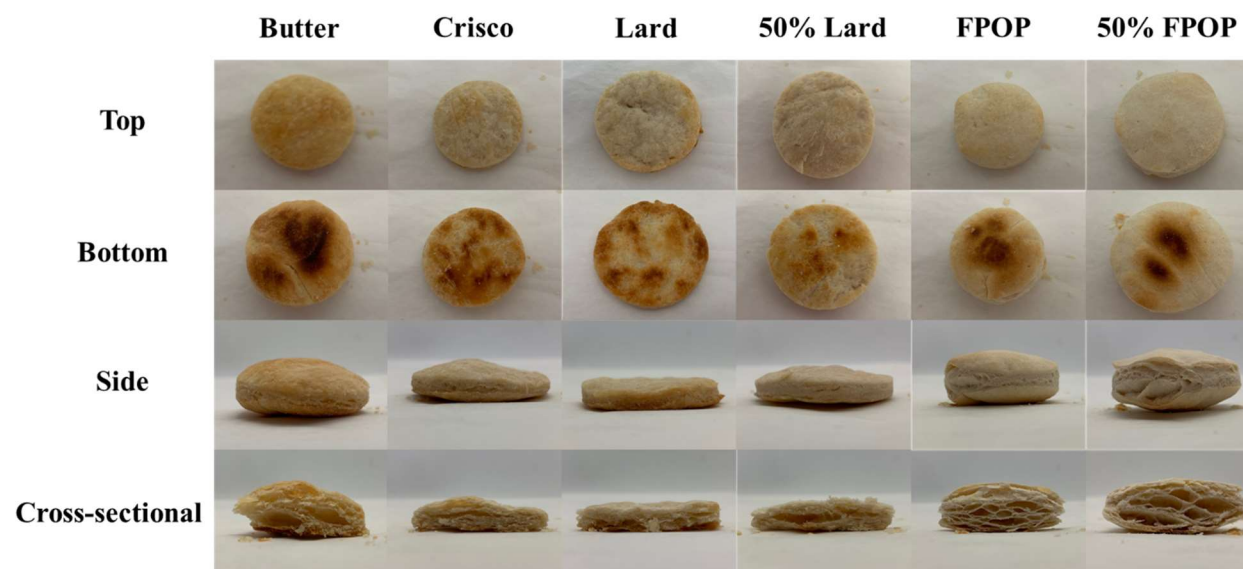 Butter Crisco Lard 50% Lard FPOP 50% FPOP
Top
Bottom
Side
Cross-sectional